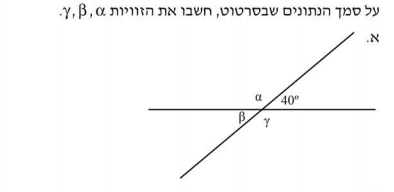 על סמך הנתונים שבסרטוט, חשבו את הזוויות γ, β, α.
א.
α 40°
β γ